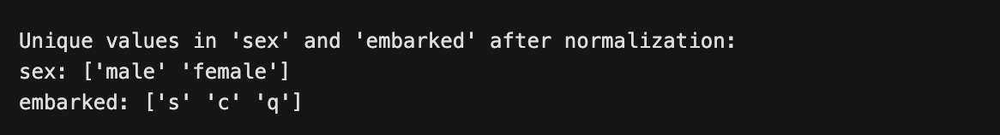 Unique values in 'sex' and 'embarked' after normalization:
sex: ['male' 'female']
embarked: ['s' 'c' 'q']